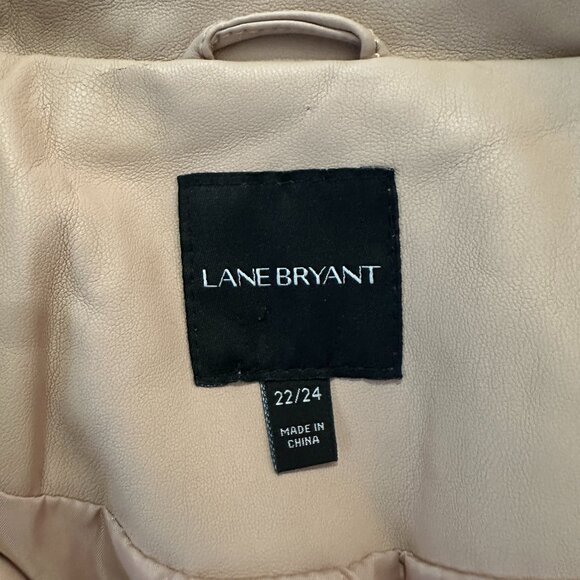 LANE BRYANT
22/24
MADE IN
CHINA